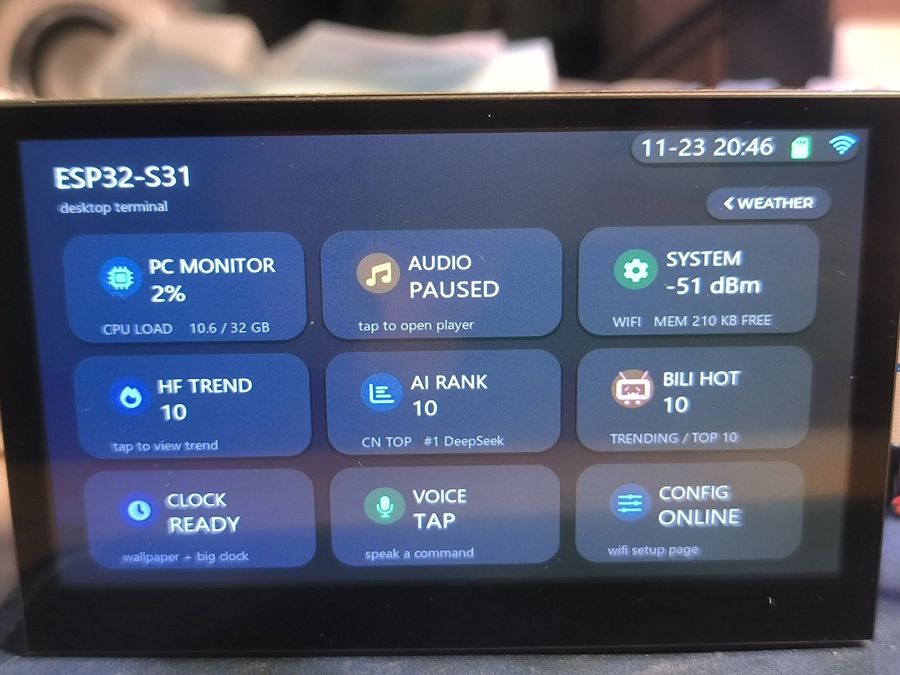 11-23 20:46
ESP32-S31
desktop terminal
WEATHER
PC MONITOR
2%
CPU LOAD 10.6 / 32 GB
AUDIO
PAUSED
tap to open player
SYSTEM
-51 dBm
WIFI MEM 210 KB FREE
HF TREND
10
tap to view trend
AI RANK
10
CN TOP #1 DeepSeek
BILI HOT
10
TRENDING / TOP 10
CLOCK
READY
wallpaper + big clock
VOICE
TAP
speak a command
CONFIG
ONLINE
wifi setup page